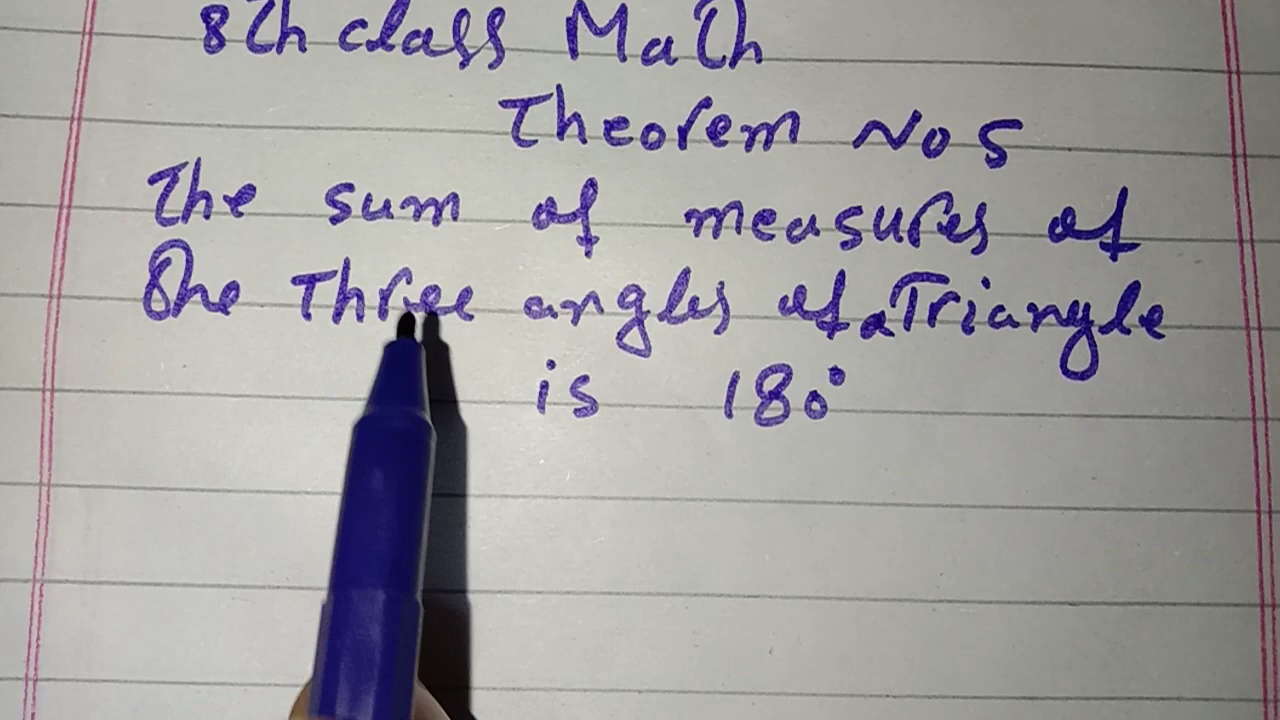 8th class Math
Theorem No 5
The sum of measures of
the Three angles of a Triangle
is 180°